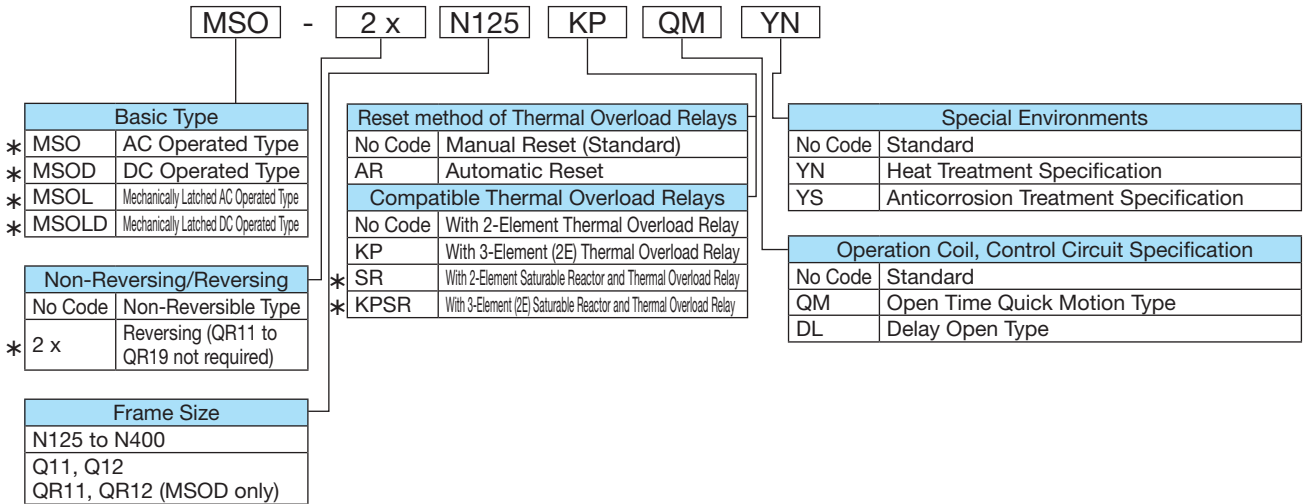 MSO - 2 x N125 KP QM YN
Basic Type
* MSO AC Operated Type
* MSOD DC Operated Type
* MSOL Mechanically Latched AC Operated Type
* MSOLD Mechanically Latched DC Operated Type
Non-Reversing/Reversing
No Code Non-Reversible Type
* 2 x Reversing (QR11 to
QR19 not required)
Frame Size
N125 to N400
Q11, Q12
QR11, QR12 (MSOD only)
Reset method of Thermal Overload Relays
No Code Manual Reset (Standard)
AR Automatic Reset
Compatible Thermal Overload Relays
No Code With 2-Element Thermal Overload Relay
KP With 3-Element (2E) Thermal Overload Relay
* SR With 2-Element Saturable Reactor and Thermal Overload Relay
* KPSR With 3-Element (2E) Saturable Reactor and Thermal Overload Relay
Special Environments
No Code Standard
YN Heat Treatment Specification
YS Anticorrosion Treatment Specification
Operation Coil, Control Circuit Specification
No Code Standard
QM Open Time Quick Motion Type
DL Delay Open Type